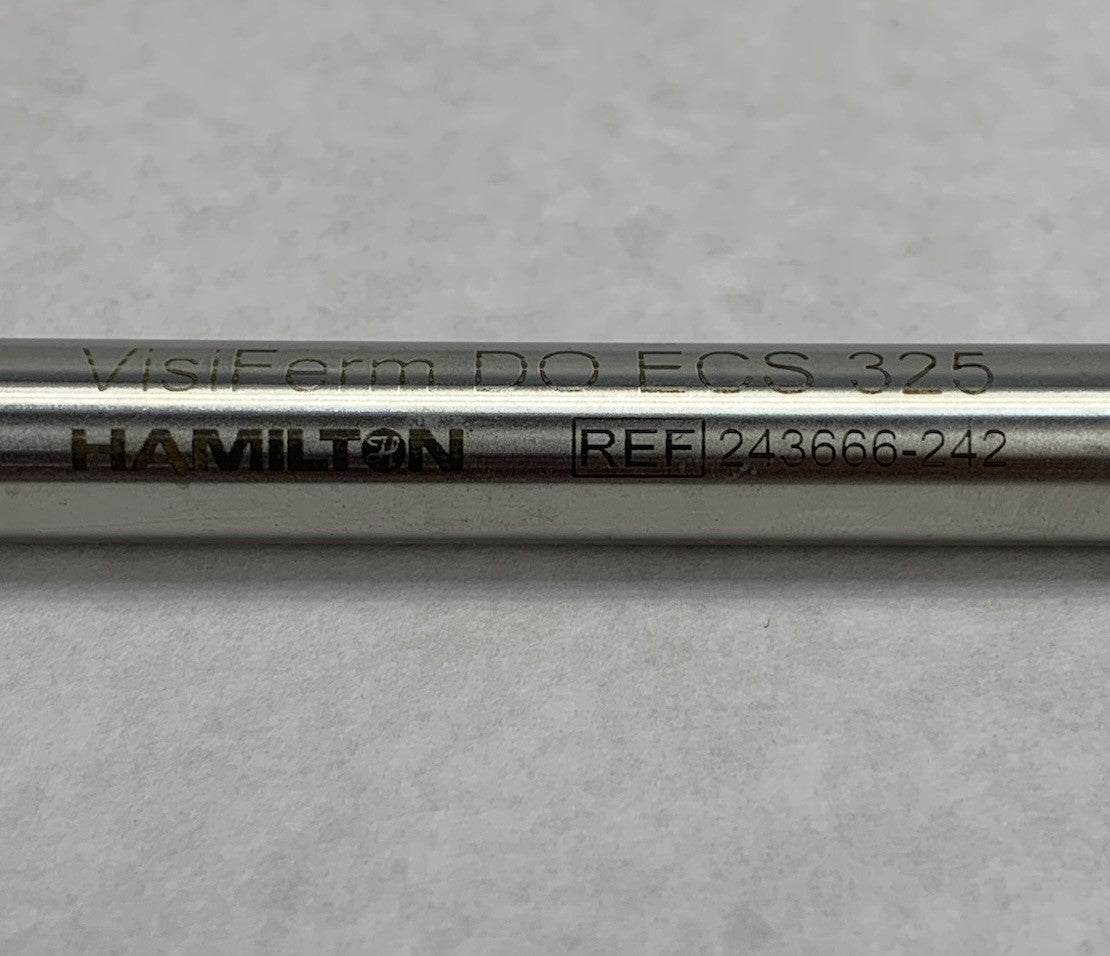 VisiFerm DO ECS 325
HAMILTON REF 243666-242